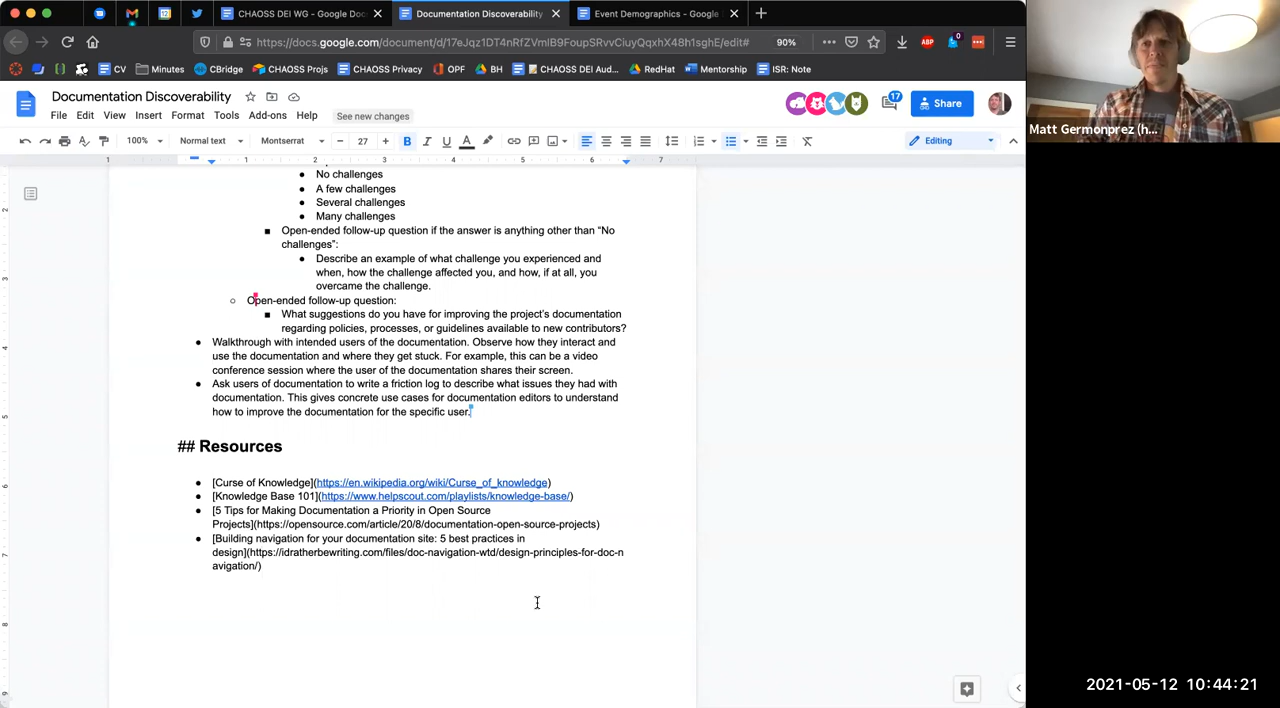 CHAOSS DEI WG - Google Doc
Documentation Discoverability
Event Demographics - Google
https://docs.google.com/document/d/17eJqz1DT4nRfZVmlB9FoupSRvvCiuyQqxhX48h1sghE/edit#
90%
ABP
0
CV
Minutes
CBridge
CHAOSS Projs
CHAOSS Privacy
OPF
BH
CHAOSS DEI Aud...
RedHat
Mentorship
ISR: Note
Documentation Discoverability
File Edit View Insert Format Tools Add-ons Help
See new changes
17
Share
Matt Germonprez (h...
100%
Normal text
Montserrat
27
Editing
1 1 2 3 4 5 6 7
No challenges
A few challenges
Several challenges
Many challenges
Open-ended follow-up question if the answer is anything other than “No
challenges”:
Describe an example of what challenge you experienced and
when, how the challenge affected you, and how, if at all, you
overcame the challenge.
Open-ended follow-up question:
What suggestions do you have for improving the project's documentation
regarding policies, processes, or guidelines available to new contributors?
Walkthrough with intended users of the documentation. Observe how they interact and
use the documentation and where they get stuck. For example, this can be a video
conference session where the user of the documentation shares their screen.
Ask users of documentation to write a friction log to describe what issues they had with
documentation. This gives concrete use cases for documentation editors to understand
how to improve the documentation for the specific user.
## Resources
[Curse of Knowledge](https://en.wikipedia.org/wiki/Curse_of_knowledge)
[Knowledge Base 101](https://www.helpscout.com/playlists/knowledge-base/)
[5 Tips for Making Documentation a Priority in Open Source
Projects](https://opensource.com/article/20/8/documentation-open-source-projects)
[Building navigation for your documentation site: 5 best practices in
design](https://idratherbewriting.com/files/doc-navigation-wtd/design-principles-for-doc-n
avigation/)
2021-05-12 10:44:21